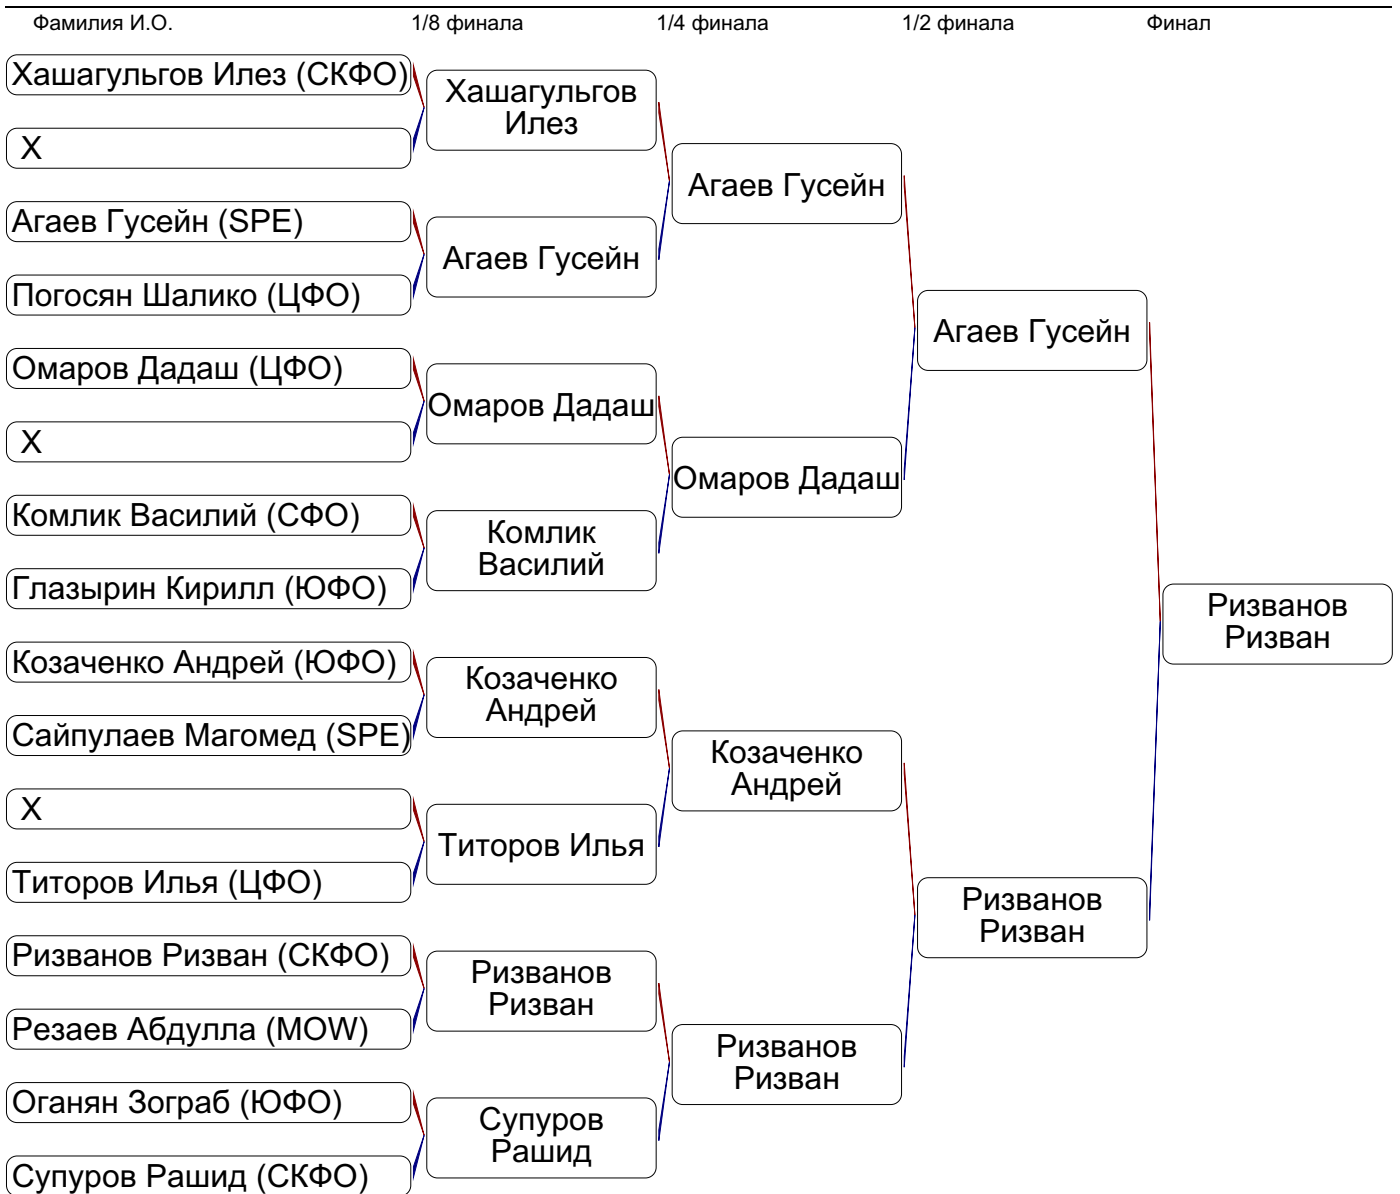 Фамилия И.О. 1/8 финала 1/4 финала 1/2 финала Финал
Хашагульгов Илез (СКФО)
X
Агаев Гусейн (SPE)
Погосян Шалико (ЦФО)
Омаров Дадаш (ЦФО)
X
Комлик Василий (СФО)
Глазырин Кирилл (ЮФО)
Козаченко Андрей (ЮФО)
Сайпулаев Магомед (SPE)
X
Титоров Илья (ЦФО)
Ризванов Ризван (СКФО)
Резаев Абдулла (MOW)
Оганян Зограб (ЮФО)
Супуров Рашид (СКФО)
Хашагульгов
Илез
Агаев Гусейн
Омаров Дадаш
Комлик
Василий
Козаченко
Андрей
Титоров Илья
Ризванов
Ризван
Супуров
Рашид
Агаев Гусейн
Омаров Дадаш
Козаченко
Андрей
Ризванов
Ризван
Агаев Гусейн
Ризванов
Ризван
Ризванов
Ризван